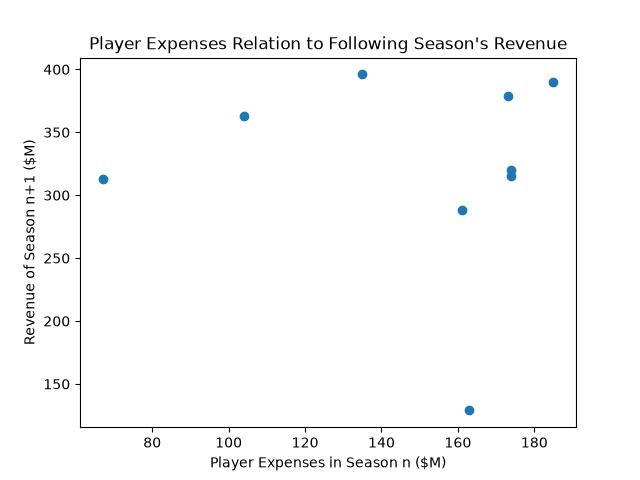 Player Expenses Relation to Following Season's Revenue
400
350
300
250
200
150
Revenue of Season n+1 ($M)
80 100 120 140 160 180
Player Expenses in Season n ($M)